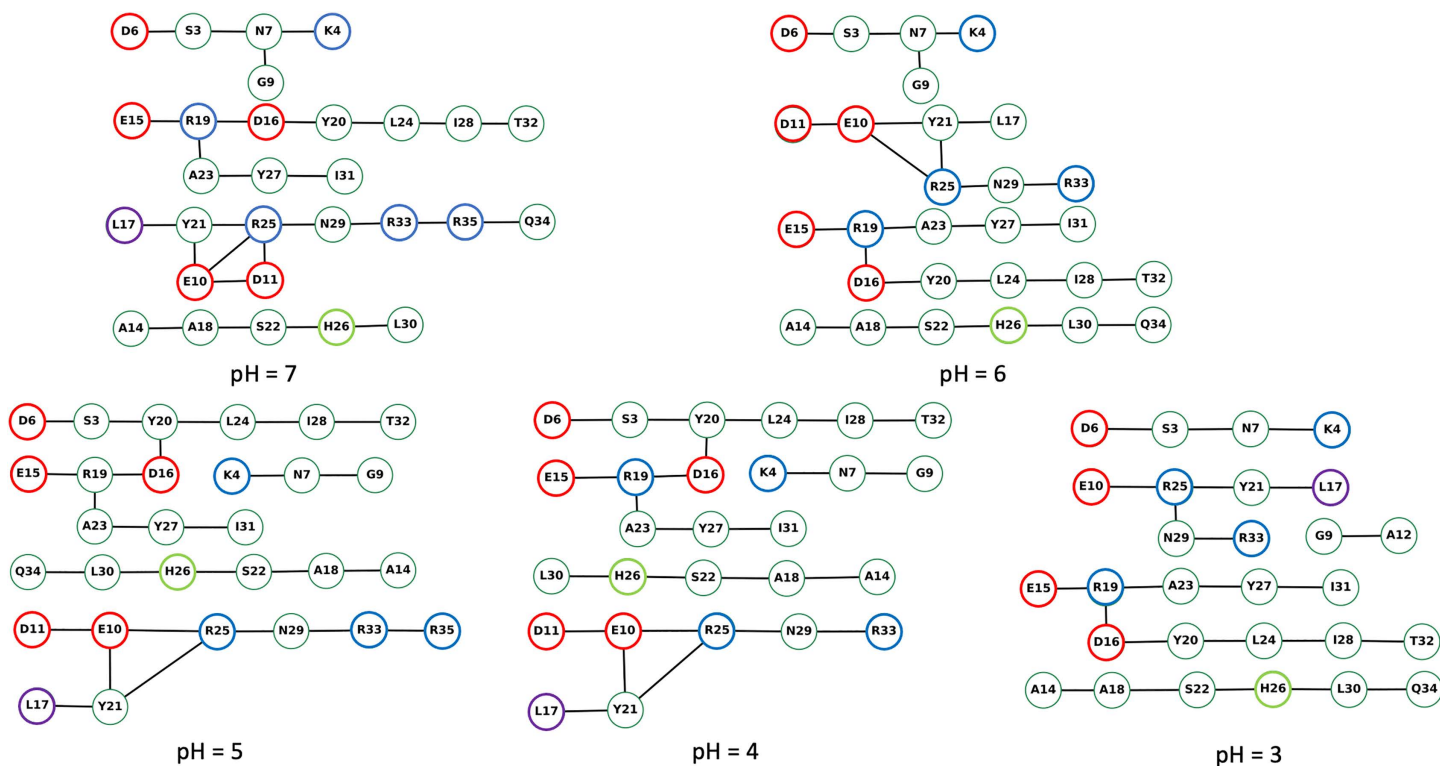 D6 S3 N7 K4
G9
E15 R19 D16 Y20 L24 I28 T32
A23 Y27 I31
L17 Y21 R25 N29 R33 R35 Q34
E10 D11
A14 A18 S22 H26 L30
pH = 7
D6 S3 N7 K4
G9
D11 E10 Y21 L17
R25 N29 R33
E15 R19 A23 Y27 I31
D16 Y20 L24 I28 T32
A14 A18 S22 H26 L30 Q34
pH = 6
D6 S3 Y20 L24 I28 T32
E15 R19 D16 K4 N7 G9
A23 Y27 I31
Q34 L30 H26 S22 A18 A14
D11 E10 R25 N29 R33 R35
L17 Y21
pH = 5
D6 S3 Y20 L24 I28 T32
E15 R19 D16 K4 N7 G9
A23 Y27 I31
L30 H26 S22 A18 A14
D11 E10 R25 N29 R33
L17 Y21
pH = 4
D6 S3 N7 K4
E10 R25 Y21 L17
N29 R33 G9 A12
E15 R19 A23 Y27 I31
D16 Y20 L24 I28 T32
A14 A18 S22 H26 L30 Q34
pH = 3